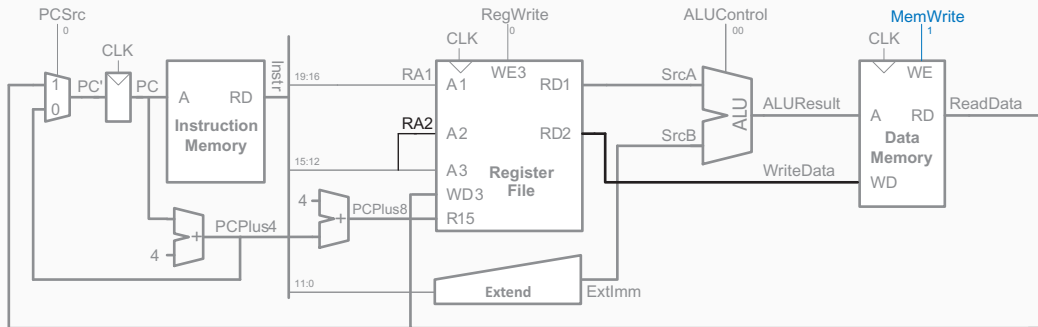 PCSrc
0
RegWrite
0
ALUControl
00
MemWrite
1
CLK
CLK
CLK
PC'
PC
1
0
A RD
Instruction
Memory
Instr
19:16
RA1
A1
WE3
RD1
SrcA
ALU
ALUResult
WE
A RD
ReadData
Data
Memory
WD
RA2
A2
RD2
SrcB
15:12
A3
Register
File
WD3
R15
WriteData
4
+
PCPlus8
PCPlus4
4
+
11:0
Extend
ExtImm